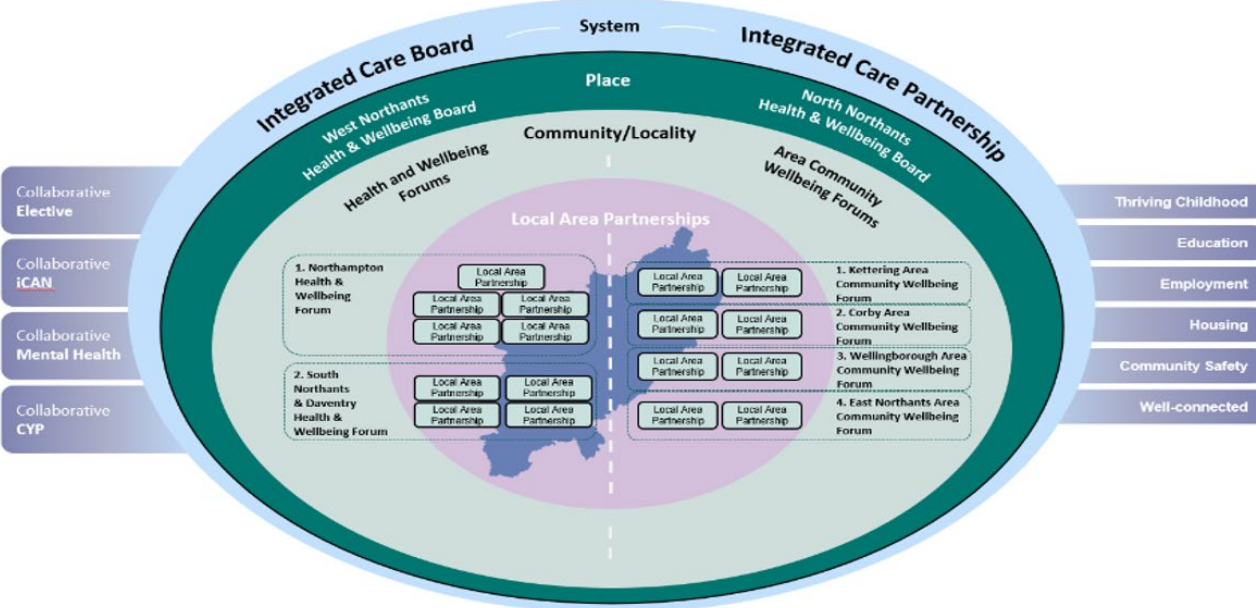 System
Integrated Care Board
Integrated Care Partnership
Place
West Northants
Health & Wellbeing Board
North Northants
Health & Wellbeing Board
Community/Locality
Health and Wellbeing
Forums
Area Community
Wellbeing Forums
Local Area Partnerships
Collaborative
Elective
Collaborative
iCAN
Collaborative
Mental Health
Collaborative
CYP
1. Northampton
Health &
Wellbeing
Forum
Local Area
Partnership
Local Area
Partnership
Local Area
Partnership
Local Area
Partnership
Local Area
Partnership
2. South
Northants
& Daventry
Health &
Wellbeing Forum
Local Area
Partnership
Local Area
Partnership
Local Area
Partnership
Local Area
Partnership
Local Area
Partnership
Local Area
Partnership
1. Kettering Area
Community Wellbeing
Forum
Local Area
Partnership
Local Area
Partnership
2. Corby Area
Community Wellbeing
Forum
Local Area
Partnership
Local Area
Partnership
3. Wellingborough Area
Community Wellbeing
Forum
Local Area
Partnership
Local Area
Partnership
4. East Northants Area
Community Wellbeing
Forum
Thriving Childhood
Education
Employment
Housing
Community Safety
Well-connected